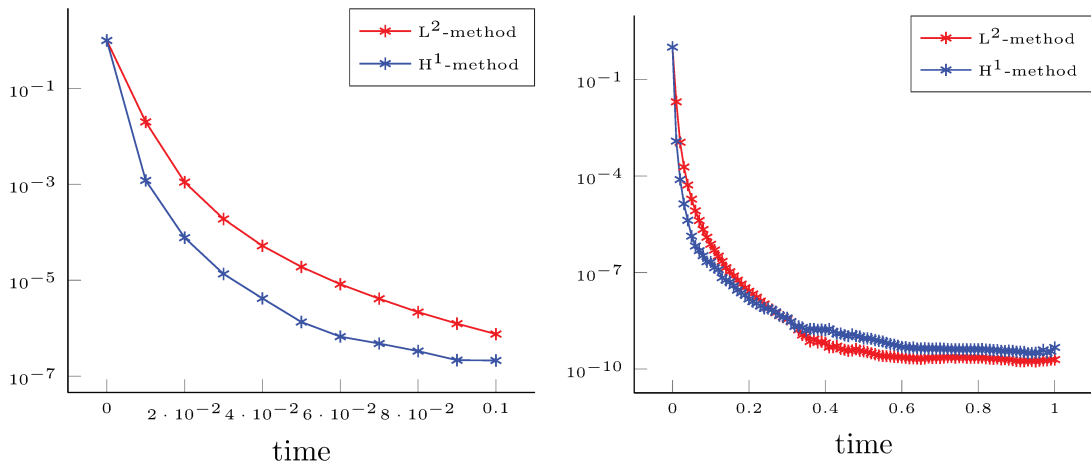 L²-method
H¹-method
10⁻¹
10⁻³
10⁻⁵
10⁻⁷
0
2 · 10⁻²
4 · 10⁻²
6 · 10⁻²
8 · 10⁻²
0.1
time
L²-method
H¹-method
10⁻¹
10⁻⁴
10⁻⁷
10⁻¹⁰
0
0.2
0.4
0.6
0.8
1
time